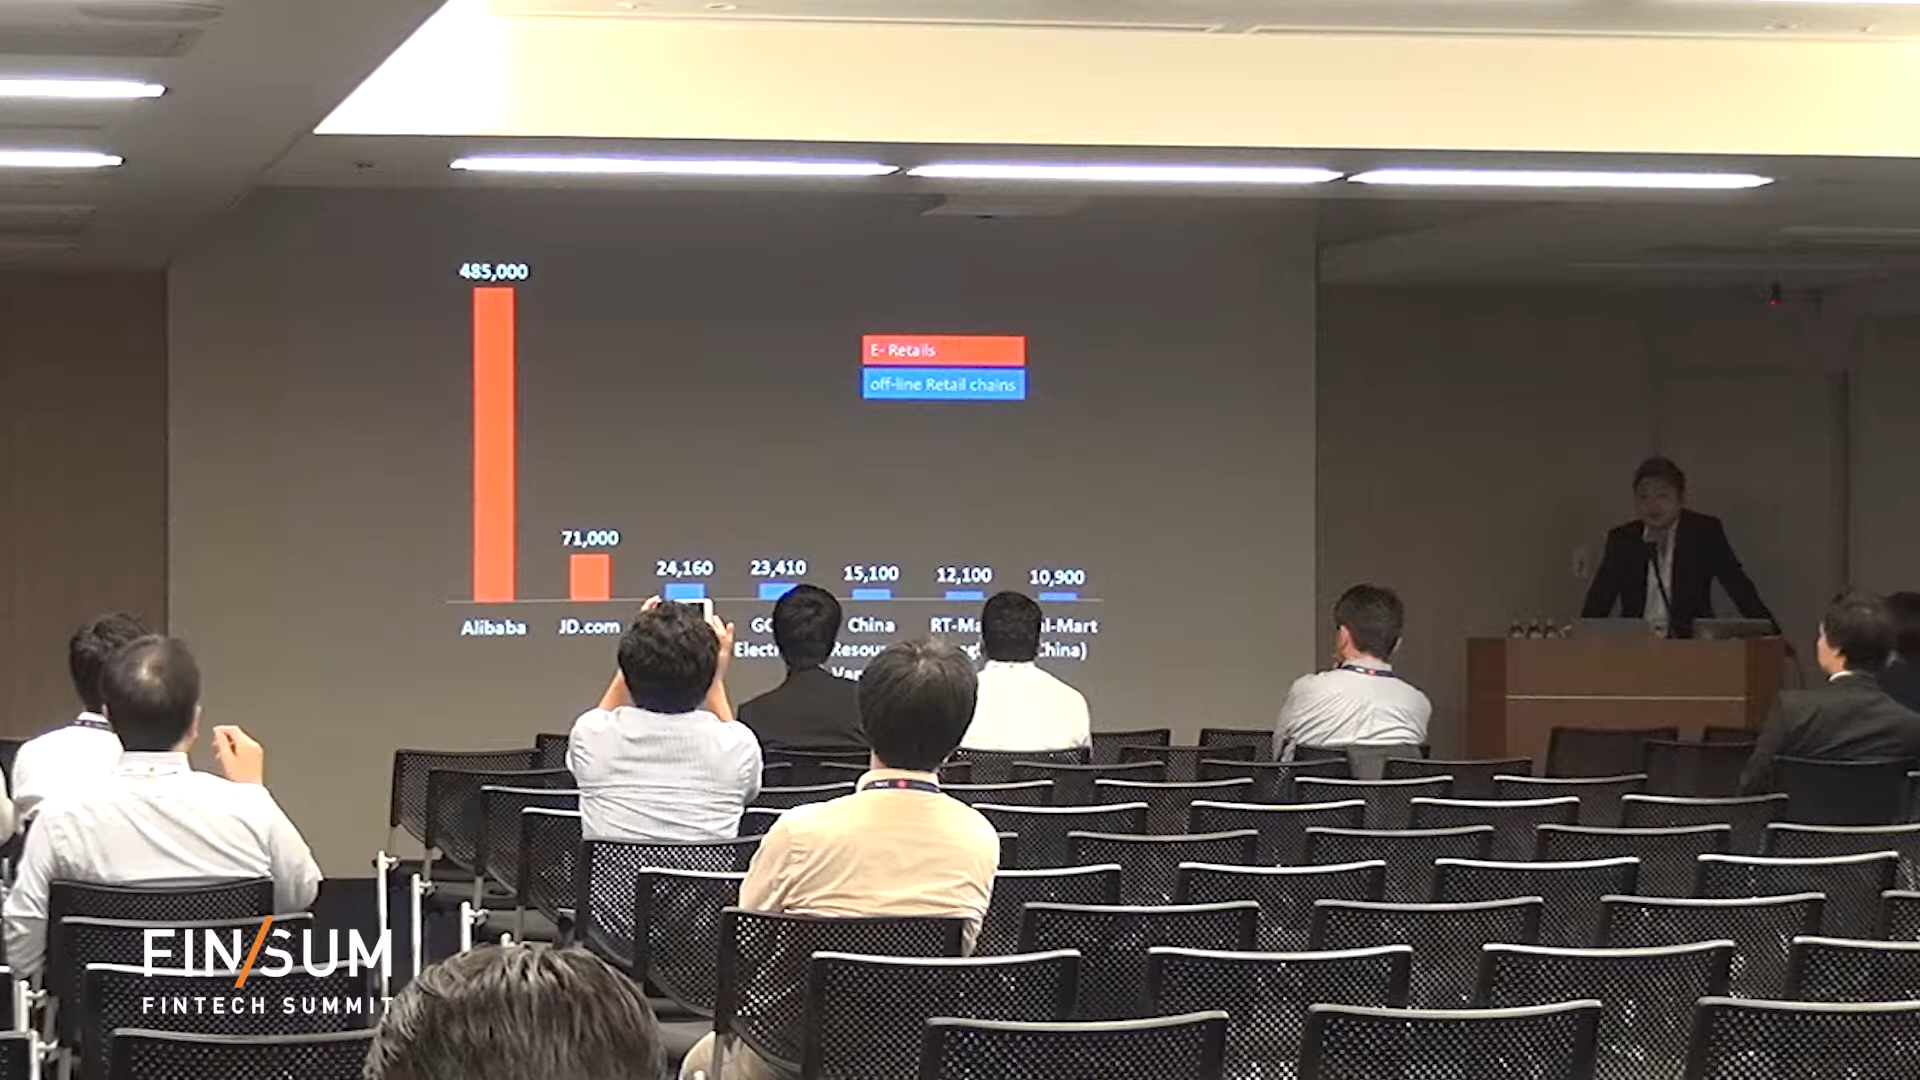 485,000
E- Retails
off-line Retail chains
71,000
24,160
23,410
15,100
12,100
10,900
Alibaba
JD.com
China
FIN/SUM
FINTECH SUMMIT